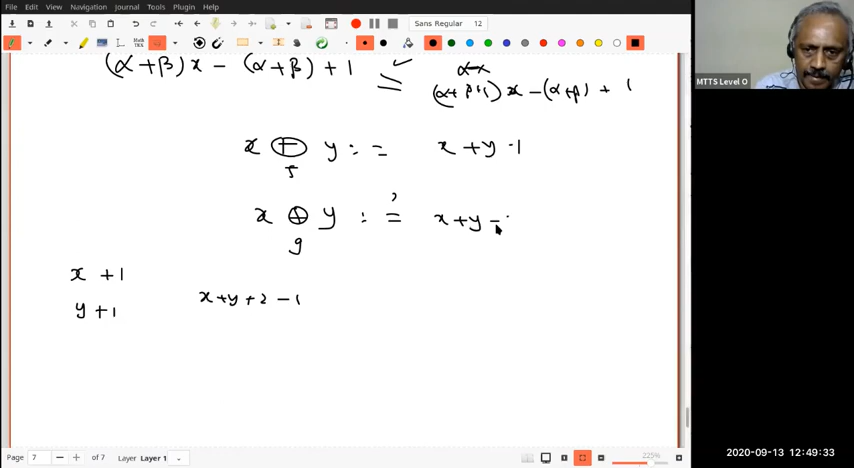 File Edit View Navigation Journal Tools Plugin Help
Sans Regular 12
(α+β)x - (α+β) + 1 =
(α+β+1)x - (α+β) + 1
x ⊕ y := x + y - 1
x ⊕ y := x + y -
g
x + 1
y + 1 x + y + 2 - 1
MTTS Level O
Page 7 of 7 Layer Layer 1 225%
2020-09-13 12:49:33